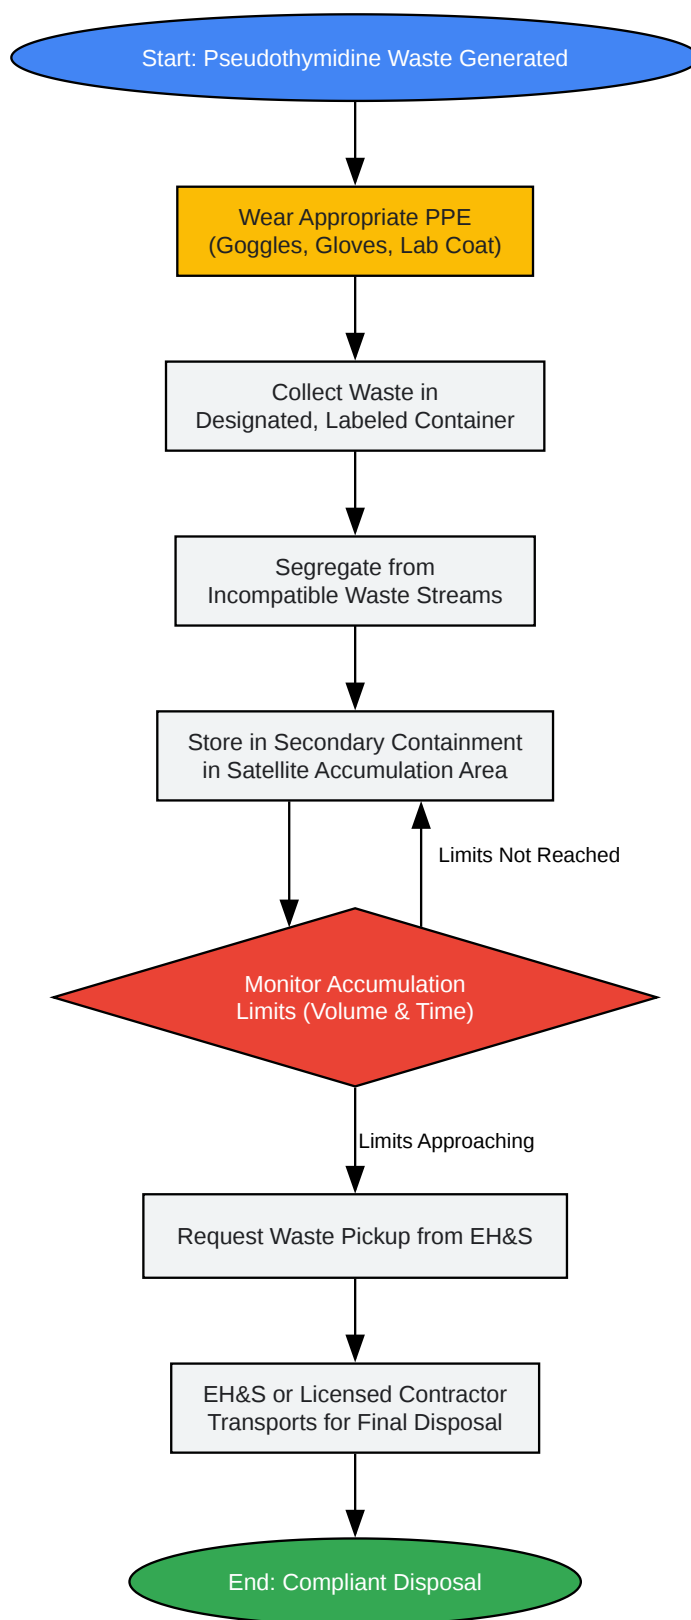 Start: Pseudothymidine Waste Generated
Wear Appropriate PPE
(Goggles, Gloves, Lab Coat)
Collect Waste in
Designated, Labeled Container
Segregate from
Incompatible Waste Streams
Store in Secondary Containment
in Satellite Accumulation Area
Limits Not Reached
Monitor Accumulation
Limits (Volume & Time)
Limits Approaching
Request Waste Pickup from EH&S
EH&S or Licensed Contractor
Transports for Final Disposal
End: Compliant Disposal